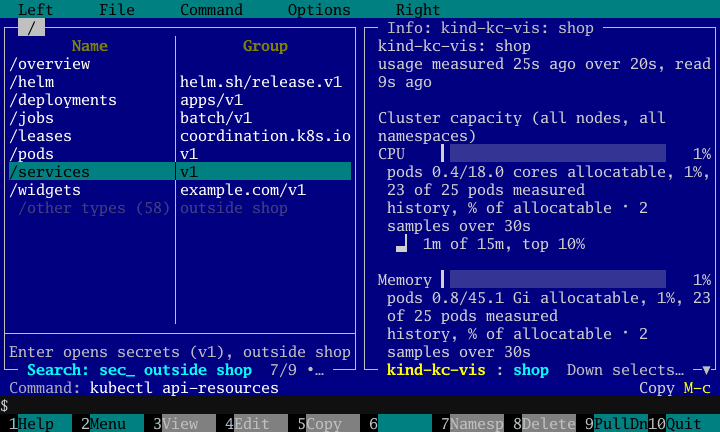 Left File Command Options Right
/
Name Group
/overview
/helm helm.sh/release.v1
/deployments apps/v1
/jobs batch/v1
/leases coordination.k8s.io
/pods v1
/services v1
/widgets example.com/v1
/other types (58) outside shop
Enter opens secrets (v1), outside shop
Search: sec_ outside shop 7/9 •…
Info: kind-kc-vis: shop
kind-kc-vis: shop
usage measured 25s ago over 20s, read
9s ago
Cluster capacity (all nodes, all
namespaces)
CPU 1%
pods 0.4/18.0 cores allocatable, 1%,
23 of 25 pods measured
history, % of allocatable · 2
samples over 30s
1m of 15m, top 10%
Memory 1%
pods 0.8/45.1 Gi allocatable, 1%, 23
of 25 pods measured
history, % of allocatable · 2
samples over 30s
kind-kc-vis : shop Down selects… ▼
Command: kubectl api-resources Copy M-c
$
1Help 2Menu 3View 4Edit 5Copy 6 7Namesp 8Delete 9PullDn 10Quit